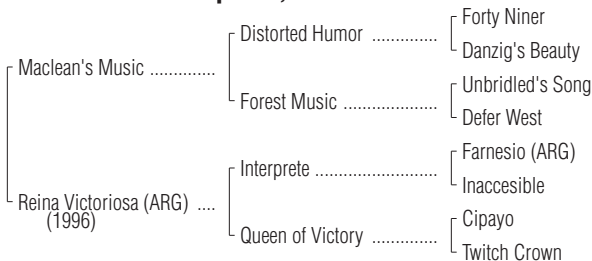 Forty Niner
Distorted Humor ..............
Danzig's Beauty
Maclean's Music ..............
Unbridled's Song
Forest Music ....................
Defer West
Farnesio (ARG)
Interprete ..........................
Inaccesible
Reina Victoriosa (ARG) ....
(1996)
Cipayo
Queen of Victory ..............
Twitch Crown